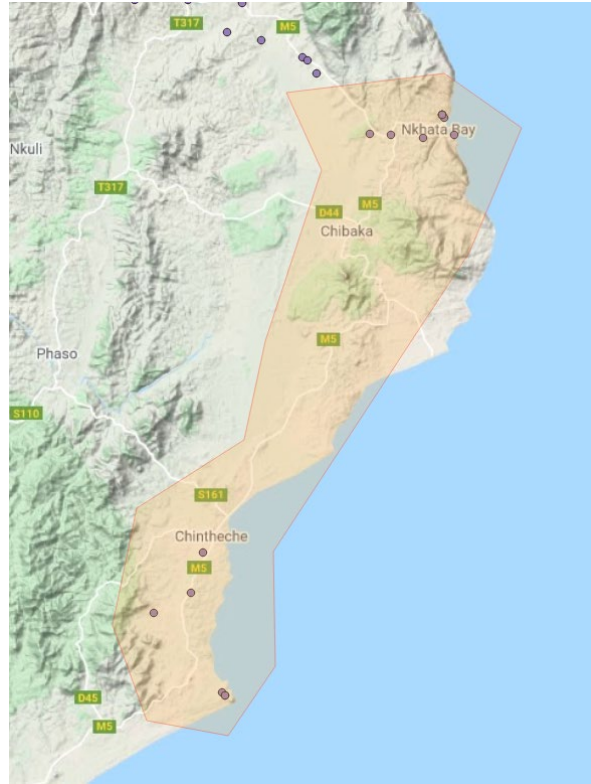 T317
M5
Nkhata Bay
Nkuli
T317
D44
M5
Chibaka
M5
Phaso
S110
S161
Chintheche
M5
D45
M5